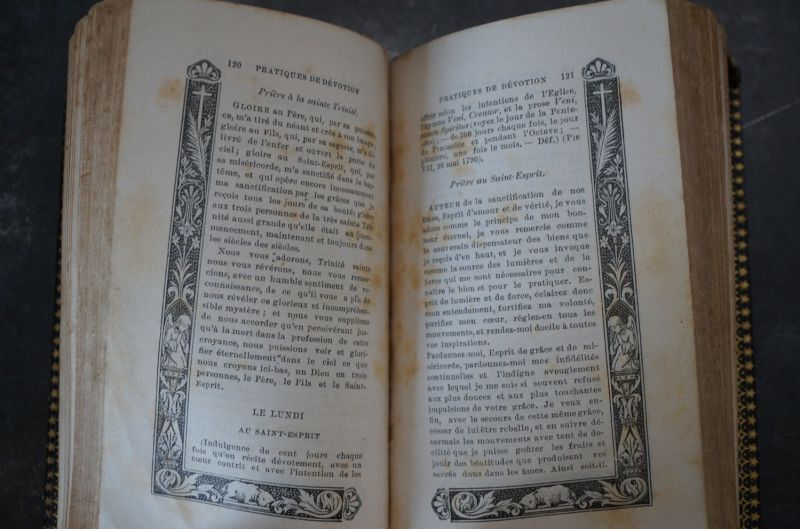 120 PRATIQUES DE DÉVOTION
Prière à la sainte Trinité.
GLOIRE au Père, qui, par sa puissance,
m'a tiré du néant et créé à son image;
gloire au Fils, qui, par sa sagesse, m'a délivré
de l'enfer et ouvert la porte du
ciel; gloire au Saint-Esprit, qui, par
sa miséricorde, m'a sanctifié dans le baptême,
et qui opère encore incessamment
ma sanctification par les grâces que je
reçois tous les jours de sa bonté; gloire
aux trois personnes de la très sainte Trinité
aussi grande qu'elle était au commencement,
maintenant et toujours dans
les siècles des siècles.
Nous vous adorons, Trinité sainte
nous vous révérons, nous vous remercions,
avec un humble sentiment de reconnaissance,
de ce qu'il vous a plu de
nous révéler ce glorieux et incompréhensible
mystère; et nous vous supplions
de nous accorder qu'en persévérant jusqu'à
la mort dans la profession de cette
croyance, nous puissions voir et glorifier
éternellement dans le ciel ce que
nous croyons ici-bas, un Dieu en trois
personnes, le Père, le Fils et le Saint-
Esprit.
LE LUNDI
AU SAINT-ESPRIT
(Indulgence de cent jours chaque
fois qu'on récite dévotement, avec un
cœur contrit et avec l'intention de les
PRATIQUES DE DÉVOTION 121
offrir selon les intentions de l'Eglise,
l'hymne Veni, Creator, et la prose Veni,
sancte Spiritus (voyez le jour de la Pentecôte)
; — de 300 jours chaque fois, le jour
de Pentecôte et pendant l'Octave; —
plénière, une fois le mois. — Déf.) (Pie
VII, 26 mai 1796).
Prière au Saint-Esprit.
AUTEUR de la sanctification de nos
âmes, Esprit d'amour et de vérité, je vous
adore comme le principe de mon bonheur
éternel, je vous remercie comme
le souverain dispensateur des biens que
je reçois d'en haut, et je vous invoque
comme la source des lumières et de la
force qui me sont nécessaires pour connaître
le bien et pour le pratiquer. Esprit
de lumière et de force, éclairez donc
mon entendement, fortifiez ma volonté,
purifiez mon cœur, réglez-en tous les
mouvements, et rendez-moi docile à toutes
vos inspirations.
Pardonnez-moi, Esprit de grâce et de miséricorde,
pardonnez-moi mes infidélités
continuelles et l'indigne aveuglement
avec lequel je me suis si souvent refusé
aux plus douces et aux plus touchantes
impulsions de votre grâce. Je veux enfin,
avec le secours de cette même grâce,
cesser de lui être rebelle, et en suivre désormais
les mouvements avec tant de docilité
que je puisse goûter les fruits et
jouir des béatitudes que produisent vos
sacrés dons dans les âmes. Ainsi soit-il.